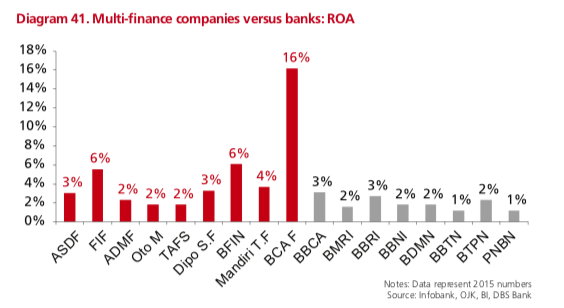 Diagram 41. Multi-finance companies versus banks: ROA
18%
16%
14%
12%
10%
8%
6%
4%
2%
0%
3%
6%
2%
2%
2%
3%
6%
4%
16%
3%
2%
3%
2%
2%
1%
2%
1%
ASDF
FIF
ADMF
Oto M
TAFS
Dipo S.F
BFIN
Mandiri T.F
BCA F
BBCA
BMRI
BBRI
BBNI
BDMN
BBTN
BTPN
PNBN
Notes: Data represent 2015 numbers
Source: Infobank, OJK, BI, DBS Bank